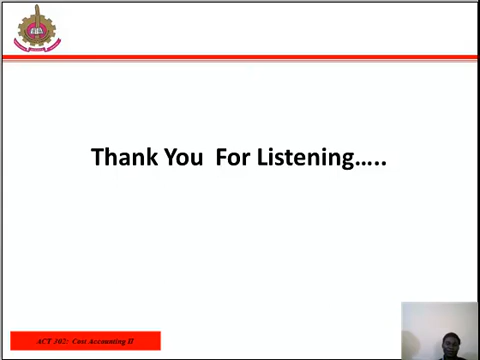 Thank You  For Listening.....
ACT 302: Cost Accounting II